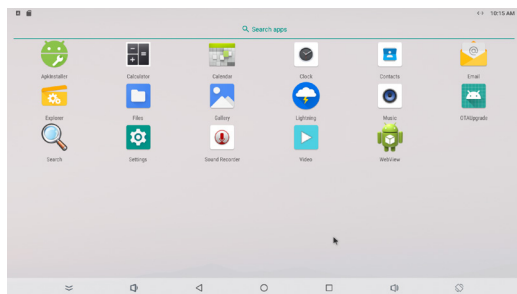 10:15 AM
Search apps
ApkInstaller
Calculator
Calendar
Clock
Contacts
Email
Explorer
Files
Gallery
Lightning
Music
OTAUpgrade
Search
Settings
Sound Recorder
Video
WebView